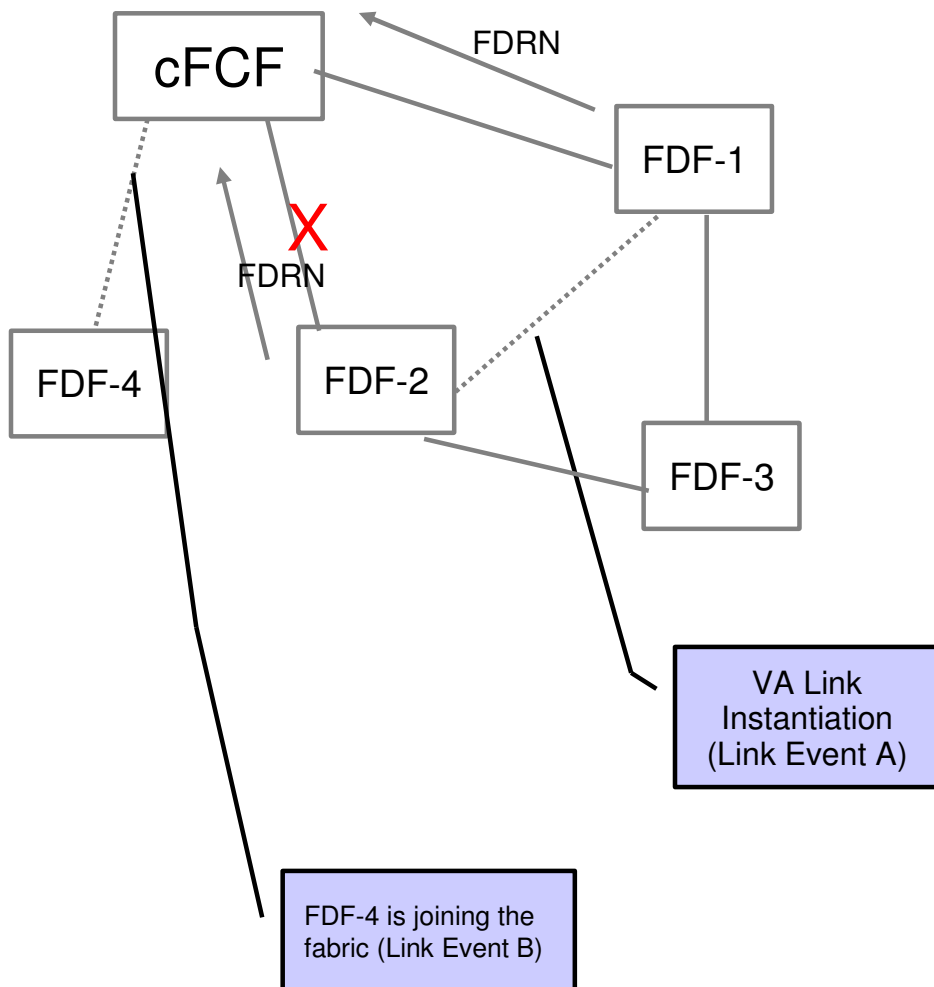 FDRN
cFCF
FDF-1
X
FDRN
FDF-4
FDF-2
FDF-3
VA Link
Instantiation
(Link Event A)
FDF-4 is joining the
fabric (Link Event B)